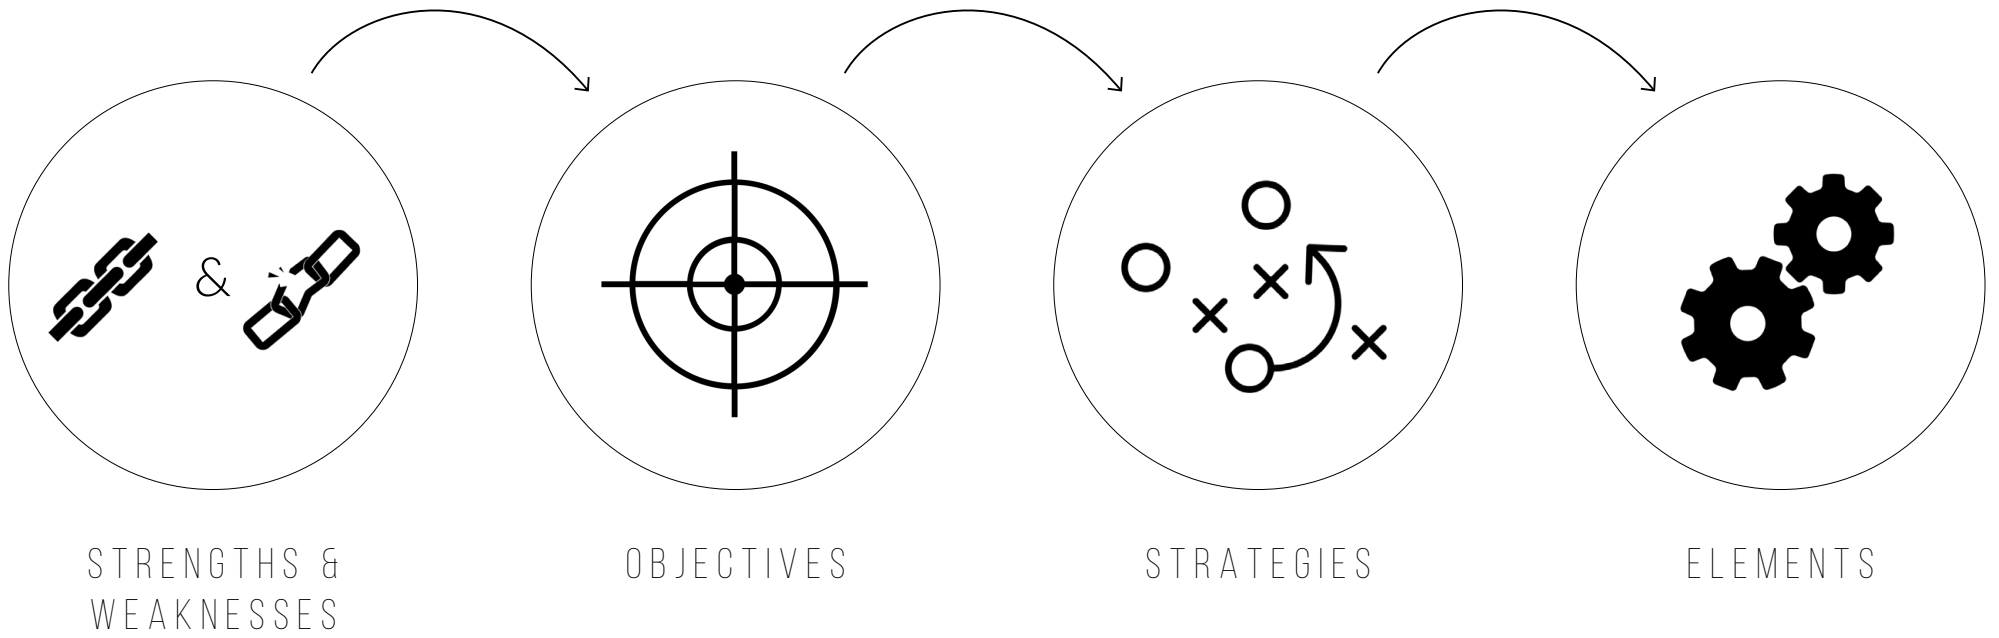 &
STRENGTHS &
WEAKNESSES
OBJECTIVES
STRATEGIES
ELEMENTS